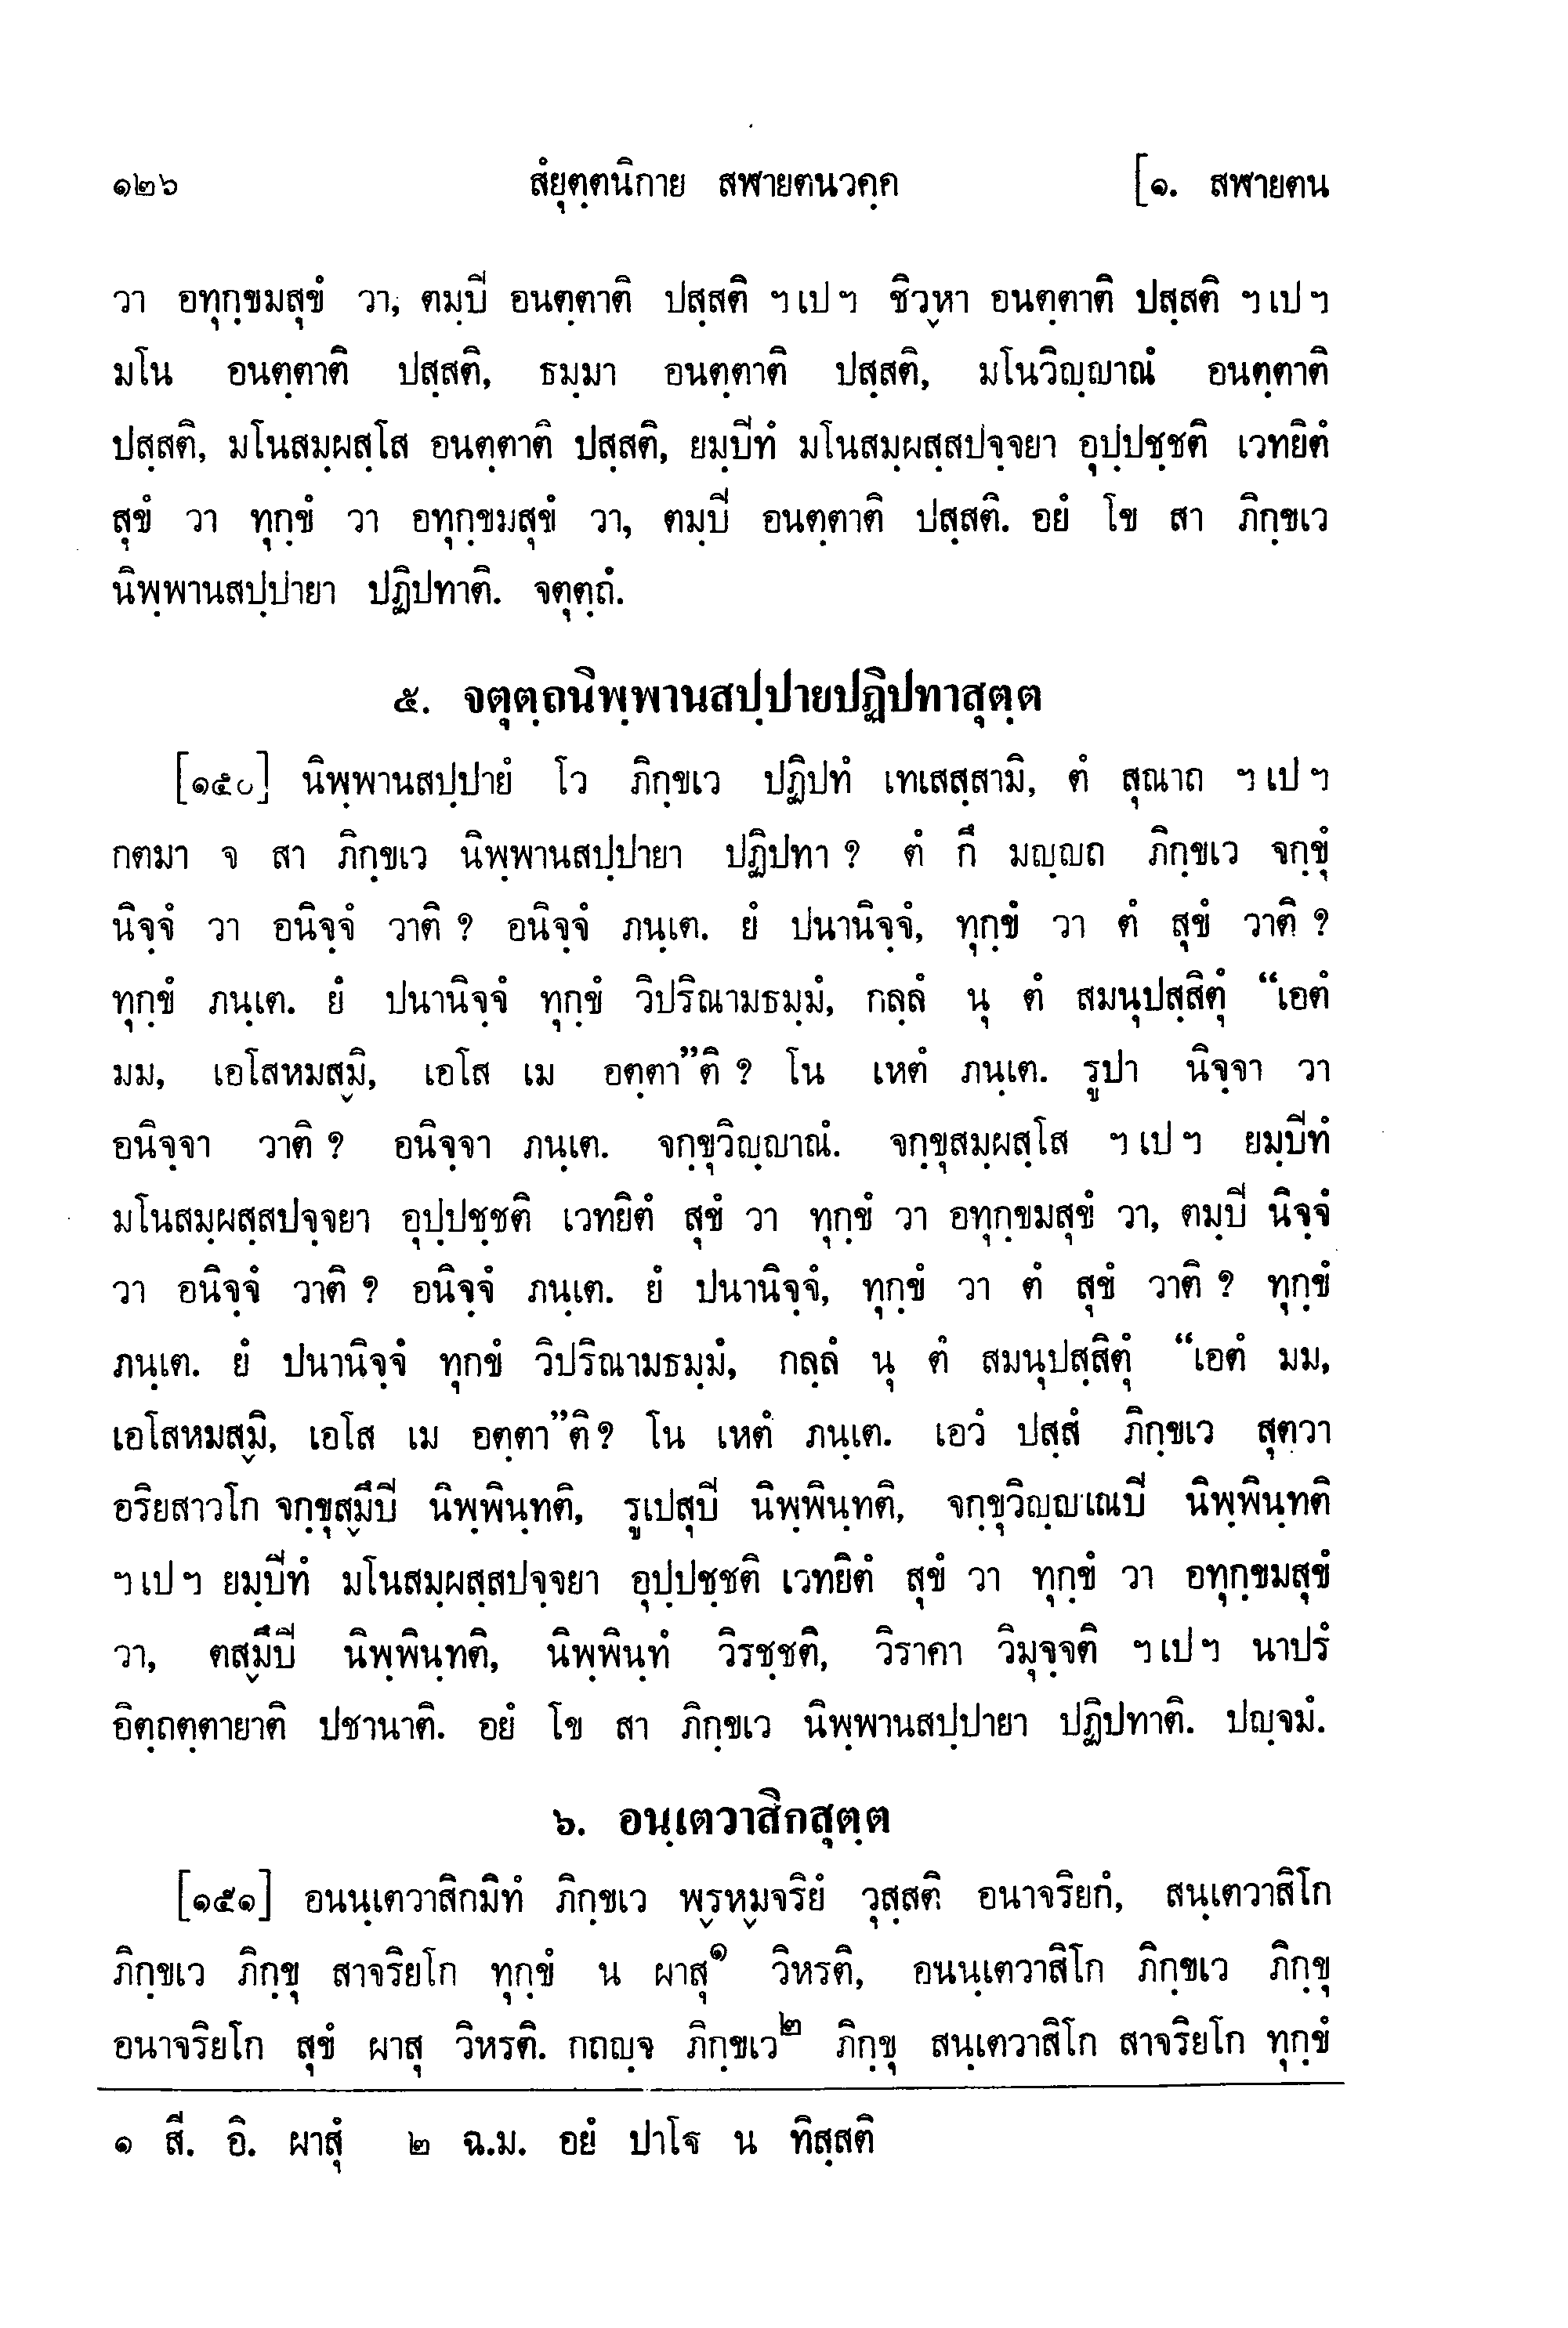 ๑๒๖ สํยุตฺตนิกาย สฬายตนวคฺค [๑. สฬายตน
วา อทุกฺขมสุขํ วา, ตมฺปิ อนตฺตาติ ปสฺสติ ฯ เป ฯ ชิวฺหา อนตฺตาติ ปสฺสติ ฯ เป ฯ
มโน อนตฺตาติ ปสฺสติ, ธมฺมา อนตฺตาติ ปสฺสติ, มโนวิญฺญาณํ อนตฺตาติ
ปสฺสติ, มโนสมฺผสฺโส อนตฺตาติ ปสฺสติ, ยมฺปีทํ มโนสมฺผสฺสปจฺจยา อุปฺปชฺชติ เวทยิตํ
สุขํ วา ทุกฺขํ วา อทุกฺขมสุขํ วา, ตมฺปิ อนตฺตาติ ปสฺสติ. อยํ โข สา ภิกฺขเว
นิพฺพานสปฺปายา ปฏิปทาติ. จตุตฺถํ.
๕. จตุตฺถนิพฺพานสปฺปายปฏิปทาสุตฺต
[๑๕๐] นิพฺพานสปฺปายํ โว ภิกฺขเว ปฏิปทํ เทเสสฺสามิ, ตํ สุณาถ ฯ เป ฯ
กตมา จ สา ภิกฺขเว นิพฺพานสปฺปายา ปฏิปทา ? ตํ กึ มญฺญถ ภิกฺขเว จกฺขุํ
นิจฺจํ วา อนิจฺจํ วาติ ? อนิจฺจํ ภนฺเต. ยํ ปนานิจฺจํ, ทุกฺขํ วา ตํ สุขํ วาติ ?
ทุกฺขํ ภนฺเต. ยํ ปนานิจฺจํ ทุกฺขํ วิปริณามธมฺมํ, กลฺลํ นุ ตํ สมนุปสฺสิตุํ “เอตํ
มม, เอโสหมสฺมิ, เอโส เม อตฺตา”ติ ? โน เหตํ ภนฺเต. รูปา นิจฺจา วา
อนิจฺจา วาติ ? อนิจฺจา ภนฺเต. จกฺขุวิญฺญาณํ. จกฺขุสมฺผสฺโส ฯ เป ฯ ยมฺปีทํ
มโนสมฺผสฺสปจฺจยา อุปฺปชฺชติ เวทยิตํ สุขํ วา ทุกฺขํ วา อทุกฺขมสุขํ วา, ตมฺปิ นิจฺจํ
วา อนิจฺจํ วาติ ? อนิจฺจํ ภนฺเต. ยํ ปนานิจฺจํ, ทุกฺขํ วา ตํ สุขํ วาติ ? ทุกฺขํ
ภนฺเต. ยํ ปนานิจฺจํ ทุกขํ วิปริณามธมฺมํ, กลฺลํ นุ ตํ สมนุปสฺสิตุํ “เอตํ มม,
เอโสหมสฺมิ, เอโส เม อตฺตา”ติ? โน เหตํ ภนฺเต. เอวํ ปสฺสํ ภิกฺขเว สุตวา
อริยสาวโก จกฺขุสฺมึปิ นิพฺพินฺทติ, รูเปสุปิ นิพฺพินฺทติ, จกฺขุวิญฺญาเณปิ นิพฺพินฺทติ
ฯ เป ฯ ยมฺปีทํ มโนสมฺผสฺสปจฺจยา อุปฺปชฺชติ เวทยิตํ สุขํ วา ทุกฺขํ วา อทุกฺขมสุขํ
วา, ตสฺมึปิ นิพฺพินฺทติ, นิพฺพินฺทํ วิรชฺชติ, วิราคา วิมุจฺจติ ฯ เป ฯ นาปรํ
อิตฺถตฺตายาติ ปชานาติ. อยํ โข สา ภิกฺขเว นิพฺพานสปฺปายา ปฏิปทาติ. ปญฺจมํ.
๖. อนฺเตวาสิกสุตฺต
[๑๕๑] อนนฺเตวาสิกมิทํ ภิกฺขเว พฺรหฺมจริยํ วุสฺสติ อนาจริยกํ, สนฺเตวาสิโก
ภิกฺขเว ภิกฺขุ สาจริยโก ทุกฺขํ น ผาสุ๑ วิหรติ, อนนฺเตวาสิโก ภิกฺขเว ภิกฺขุ
อนาจริยโก สุขํ ผาสุ วิหรติ. กถญฺจ ภิกฺขเว๒ ภิกฺขุ สนฺเตวาสิโก สาจริยโก ทุกฺขํ
๑ สี. อิ. ผาสุํ ๒ ฉ.ม. อยํ ปาโฐ น ทิสฺสติ